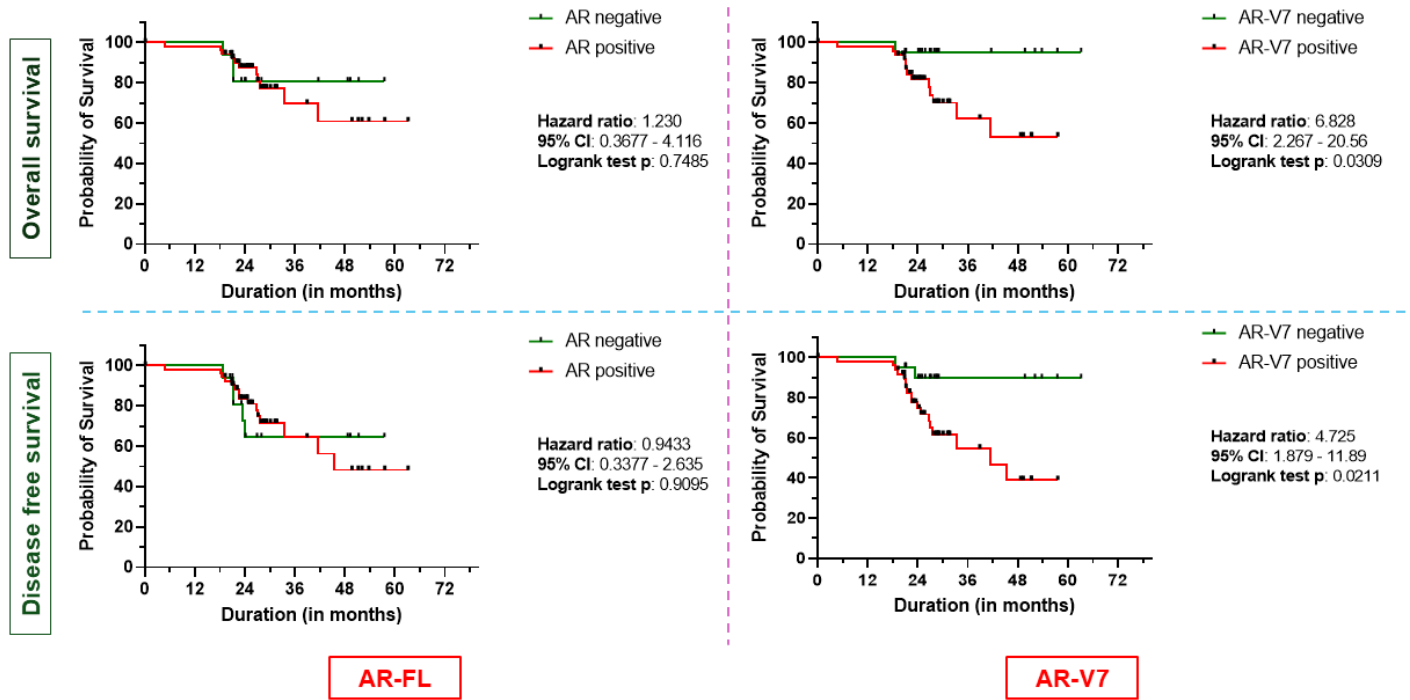 Overall survival
AR negative
AR positive
Probability of Survival
100
80
60
40
20
0
0 12 24 36 48 60 72
Duration (in months)
Hazard ratio: 1.230
95% CI: 0.3677 - 4.116
Logrank test p: 0.7485
AR-V7 negative
AR-V7 positive
Probability of Survival
100
80
60
40
20
0
0 12 24 36 48 60 72
Duration (in months)
Hazard ratio: 6.828
95% CI: 2.267 - 20.56
Logrank test p: 0.0309
Disease free survival
AR negative
AR positive
Probability of Survival
100
80
60
40
20
0
0 12 24 36 48 60 72
Duration (in months)
Hazard ratio: 0.9433
95% CI: 0.3377 - 2.635
Logrank test p: 0.9095
AR-V7 negative
AR-V7 positive
Probability of Survival
100
80
60
40
20
0
0 12 24 36 48 60 72
Duration (in months)
Hazard ratio: 4.725
95% CI: 1.879 - 11.89
Logrank test p: 0.0211
AR-FL
AR-V7